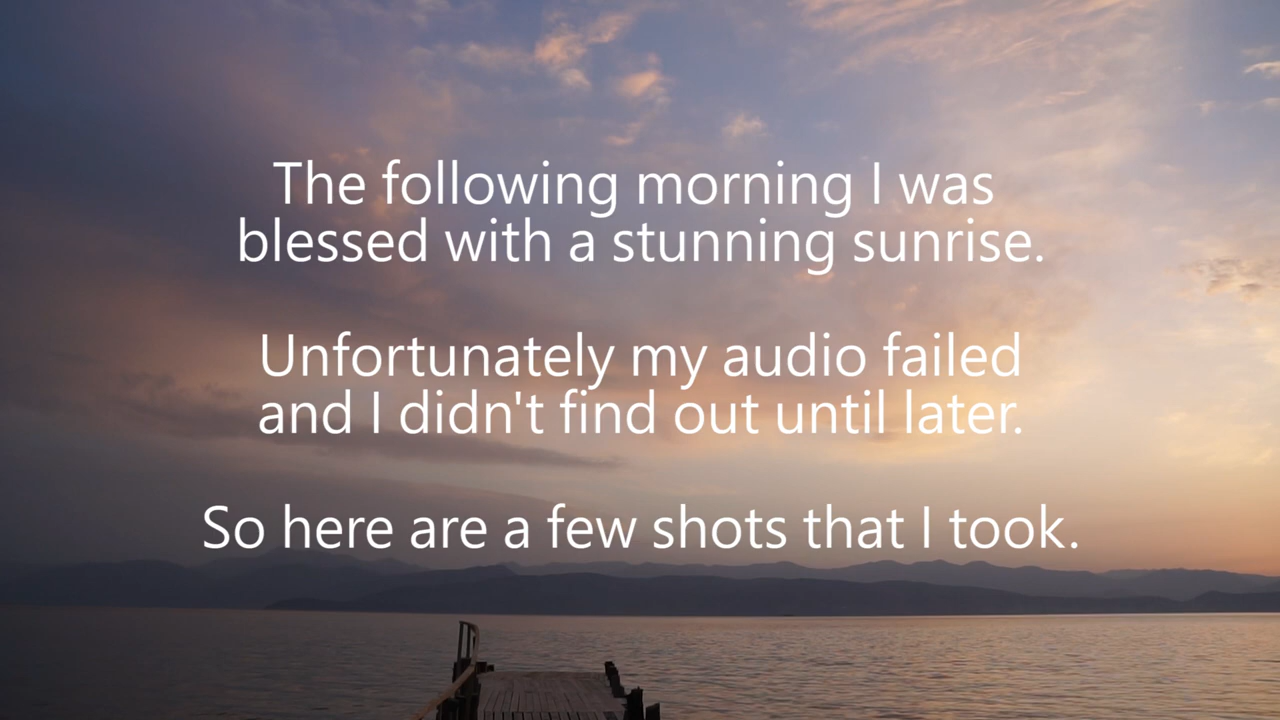 The following morning I was
blessed with a stunning sunrise.
Unfortunately my audio failed
and I didn't find out until later.
So here are a few shots that I took.